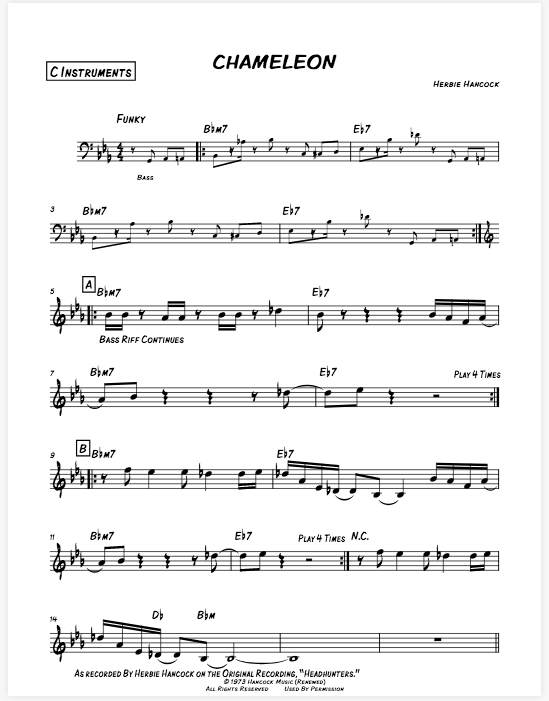 CHAMELEON
C INSTRUMENTS
HERBIE HANCOCK
FUNKY
B♭M7 E♭7
BASS
3
B♭M7 E♭7
5 A B♭M7 E♭7
BASS RIFF CONTINUES
7 B♭M7 E♭7 PLAY 4 TIMES
9 B B♭M7 E♭7
11 B♭M7 E♭7 PLAY 4 TIMES N.C.
14 D♭ B♭M
AS RECORDED BY HERBIE HANCOCK ON THE ORIGINAL RECORDING, "HEADHUNTERS."
© 1973 HANCOCK MUSIC (RENEWED)
ALL RIGHTS RESERVED USED BY PERMISSION